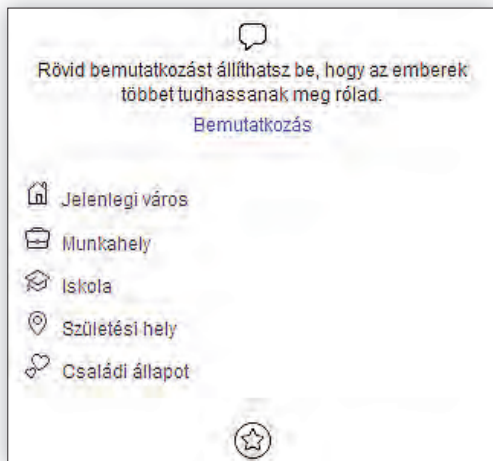 Rövid bemutatkozást állíthatsz be, hogy az emberek
többet tudhassanak meg rólad.
Bemutatkozás
Jelenlegi város
Munkahely
Iskola
Születési hely
Családi állapot